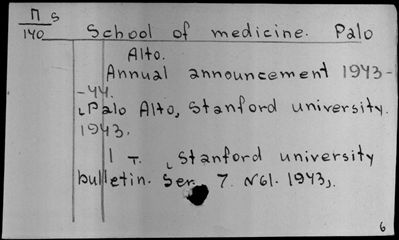 П s
140
School of medicine. Palo
Alto.
Annual announcement 1943-
-44.
Palo Alto, Stanford university.
1943.
1 т. Stanford university
bulletin. Ser. 7. №61. 1943.
6